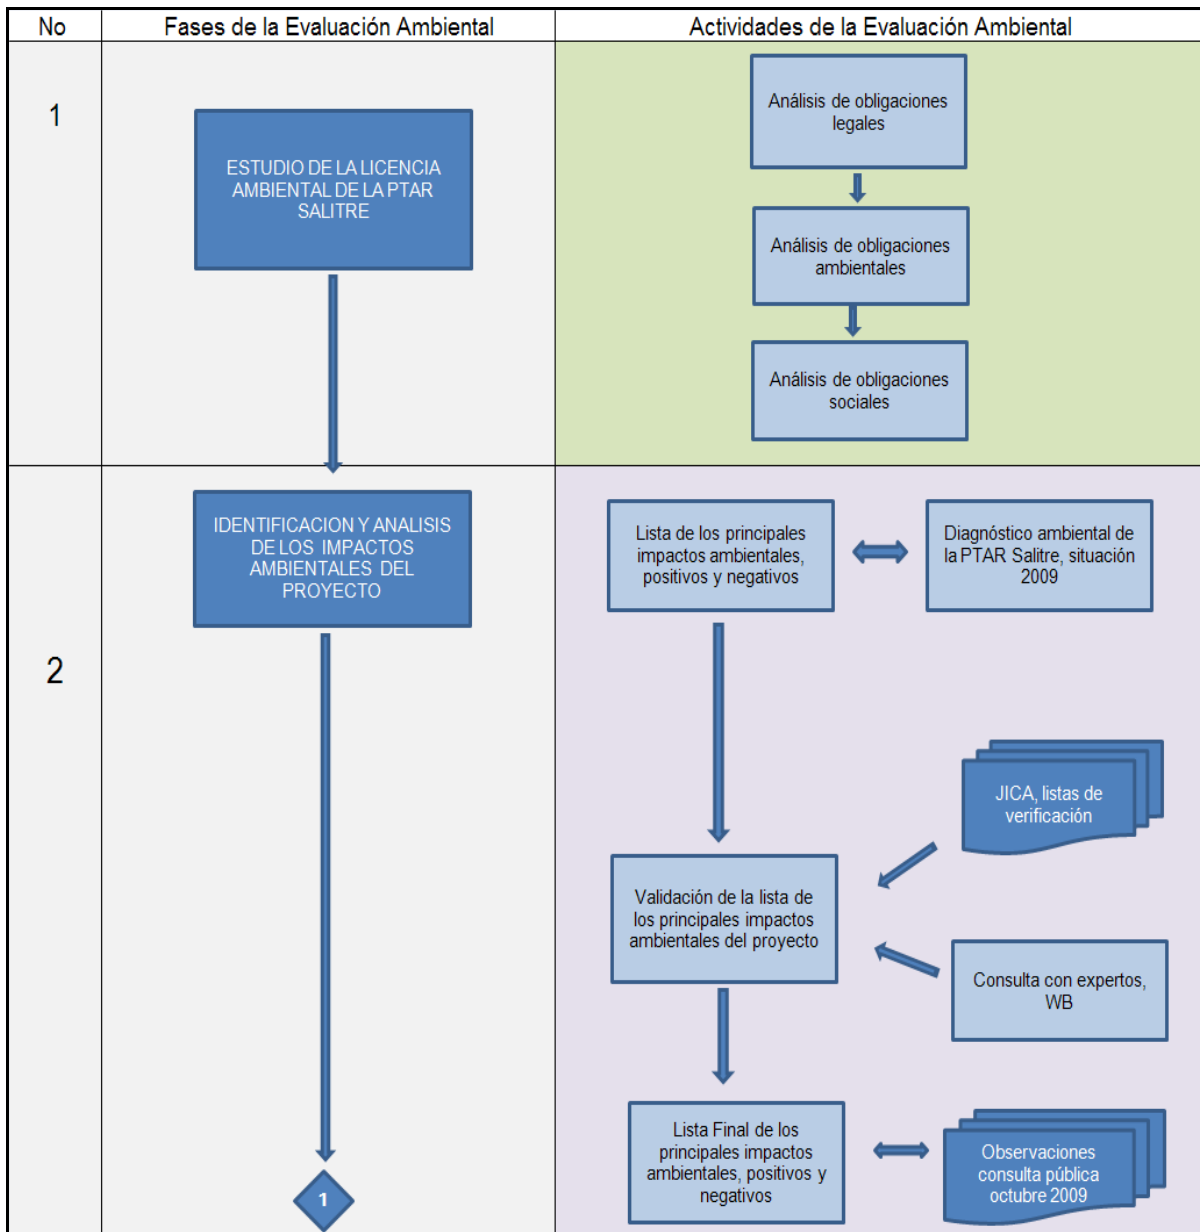 No
Fases de la Evaluación Ambiental
Actividades de la Evaluación Ambiental
1
ESTUDIO DE LA LICENCIA
AMBIENTAL DE LA PTAR
SALITRE
Análisis de obligaciones
legales
Análisis de obligaciones
ambientales
Análisis de obligaciones
sociales
2
IDENTIFICACION Y ANALISIS
DE LOS IMPACTOS
AMBIENTALES DEL
PROYECTO
Lista de los principales
impactos ambientales,
positivos y negativos
Diagnóstico ambiental de
la PTAR Salitre, situación
2009
JICA, listas de
verificación
Validación de la lista de
los principales impactos
ambientales del proyecto
Consulta con expertos,
WB
Lista Final de los
principales impactos
ambientales, positivos y
negativos
Observaciones
consulta pública
octubre 2009
1